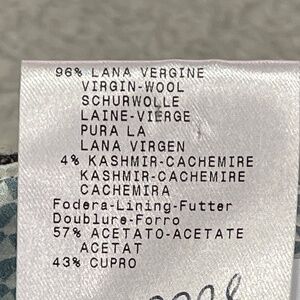 96% LANA VERGINE
VIRGIN-WOOL
SCHURWOLLE
LAINE-VIERGE
PURA LA
LANA VIRGEN
4% KASHMIR-CACHEMIRE
KASHMIR-CACHEMIRE
CACHEMIRA
Fodera-Lining-Futter
Doublure-Forro
57% ACETATO-ACETATE
ACETAT
43% CUPRO